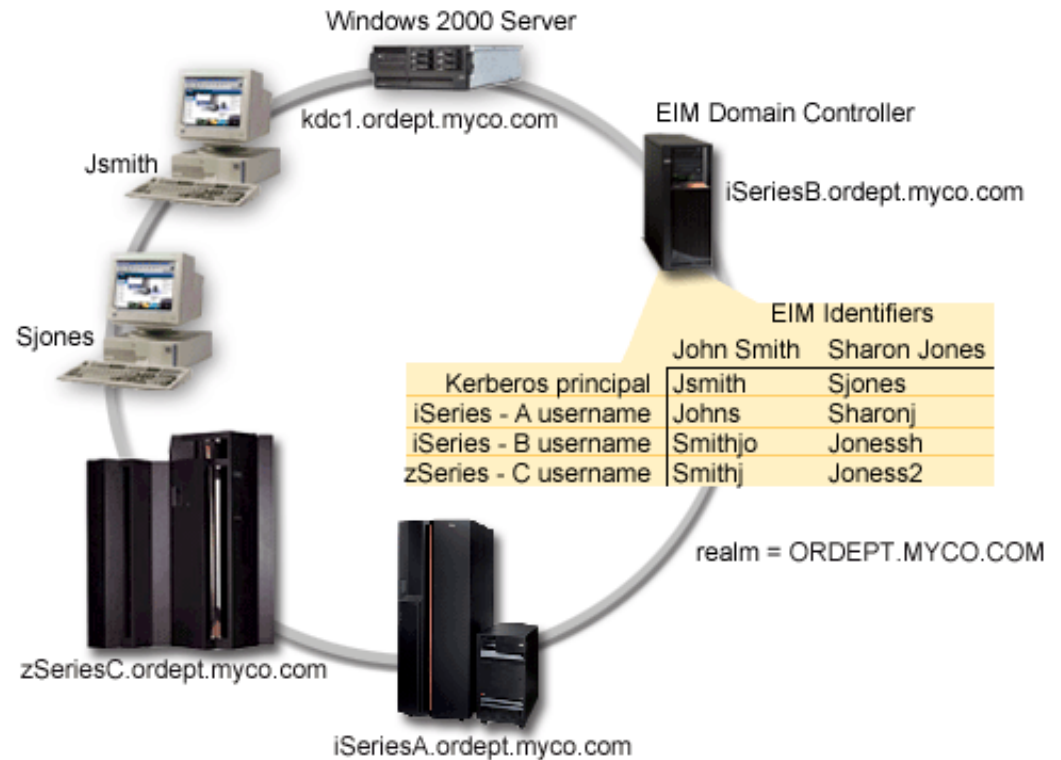 Windows 2000 Server
kdc1.ordept.myco.com
Jsmith
EIM Domain Controller
iSeriesB.ordept.myco.com
Sjones
EIM Identifiers
John Smith Sharon Jones
Kerberos principal Jsmith Sjones
iSeries - A username Johns Sharonj
iSeries - B username Smithjo Jonessh
zSeries - C username Smithj Joness2
realm = ORDEPT.MYCO.COM
zSeriesC.ordept.myco.com
iSeriesA.ordept.myco.com